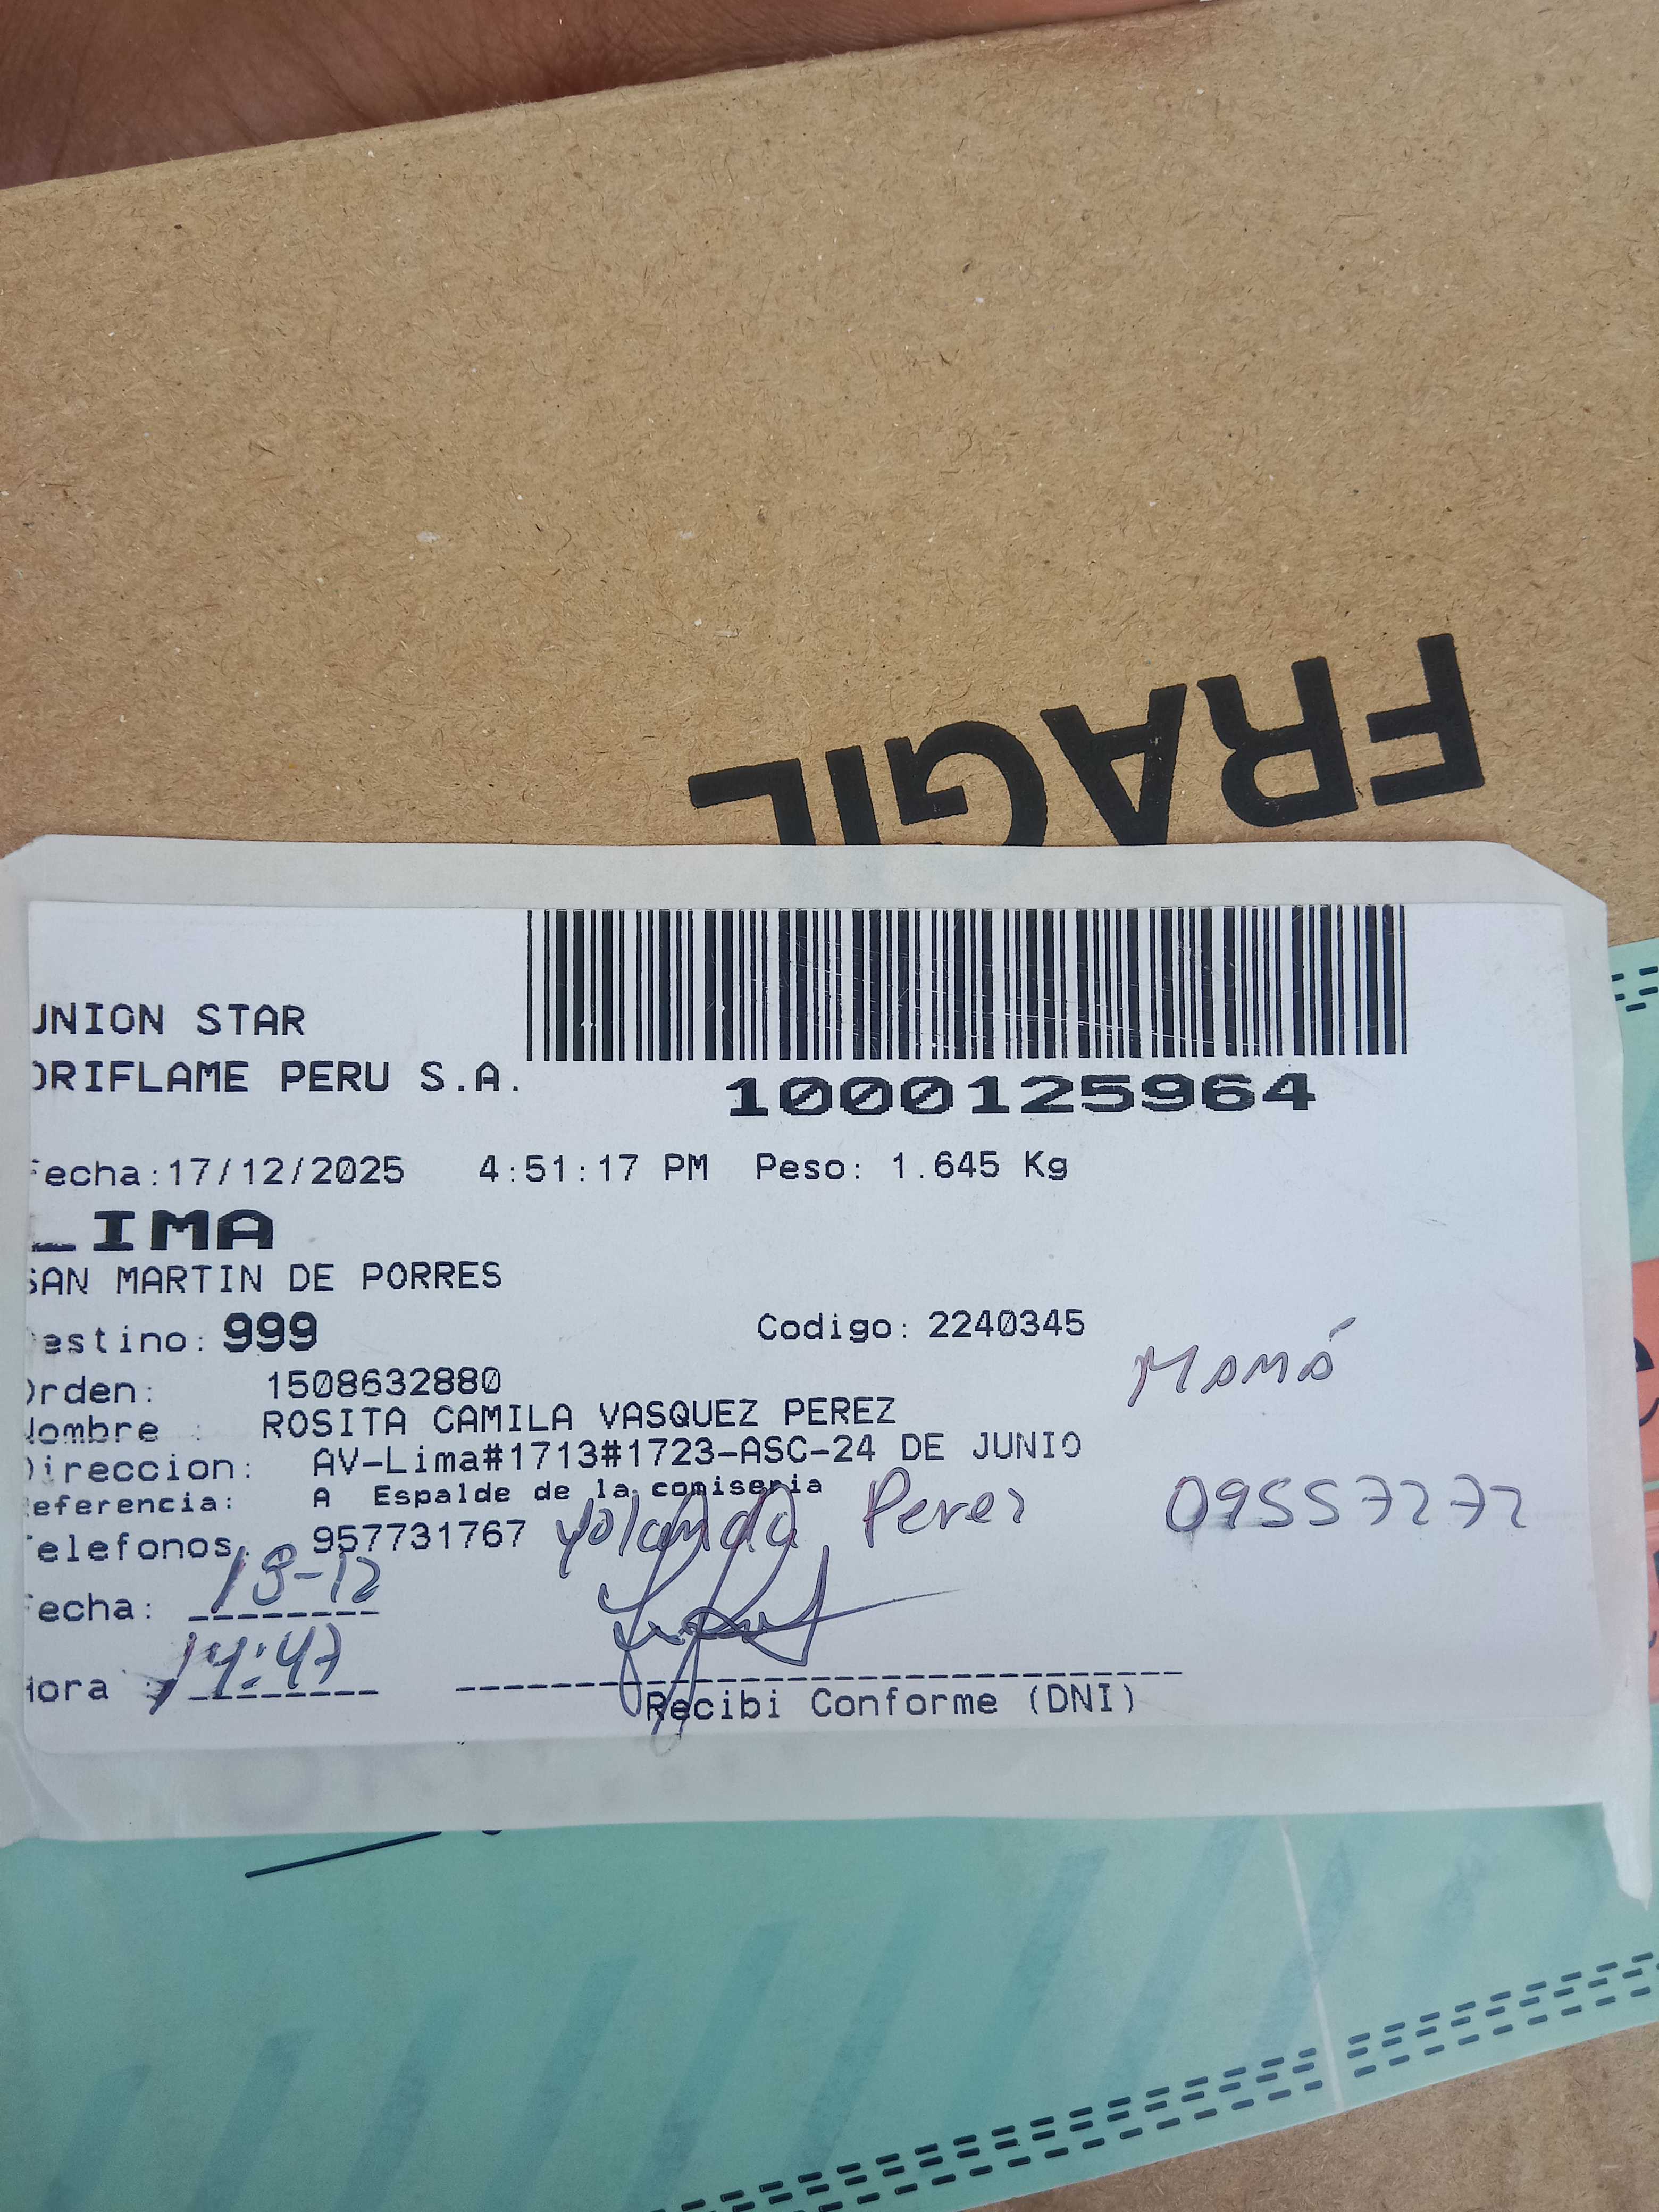 FRAGIL
UNION STAR
ORIFLAME PERU S.A.
1000125964
Fecha:17/12/2025 4:51:17 PM Peso: 1.645 Kg
LIMA
SAN MARTIN DE PORRES
Destino: 999 Codigo: 2240345
Mamá
Orden: 1508632880
Nombre : ROSITA CAMILA VASQUEZ PEREZ
Direccion: AV-Lima#1713#1723-ASC-24 DE JUNIO
Referencia: A Espalde de la comiseria
Telefonos: 957731767 Yolanda Perez 09557272
Fecha: 18-12
Hora : 14:47
Recibi Conforme (DNI)